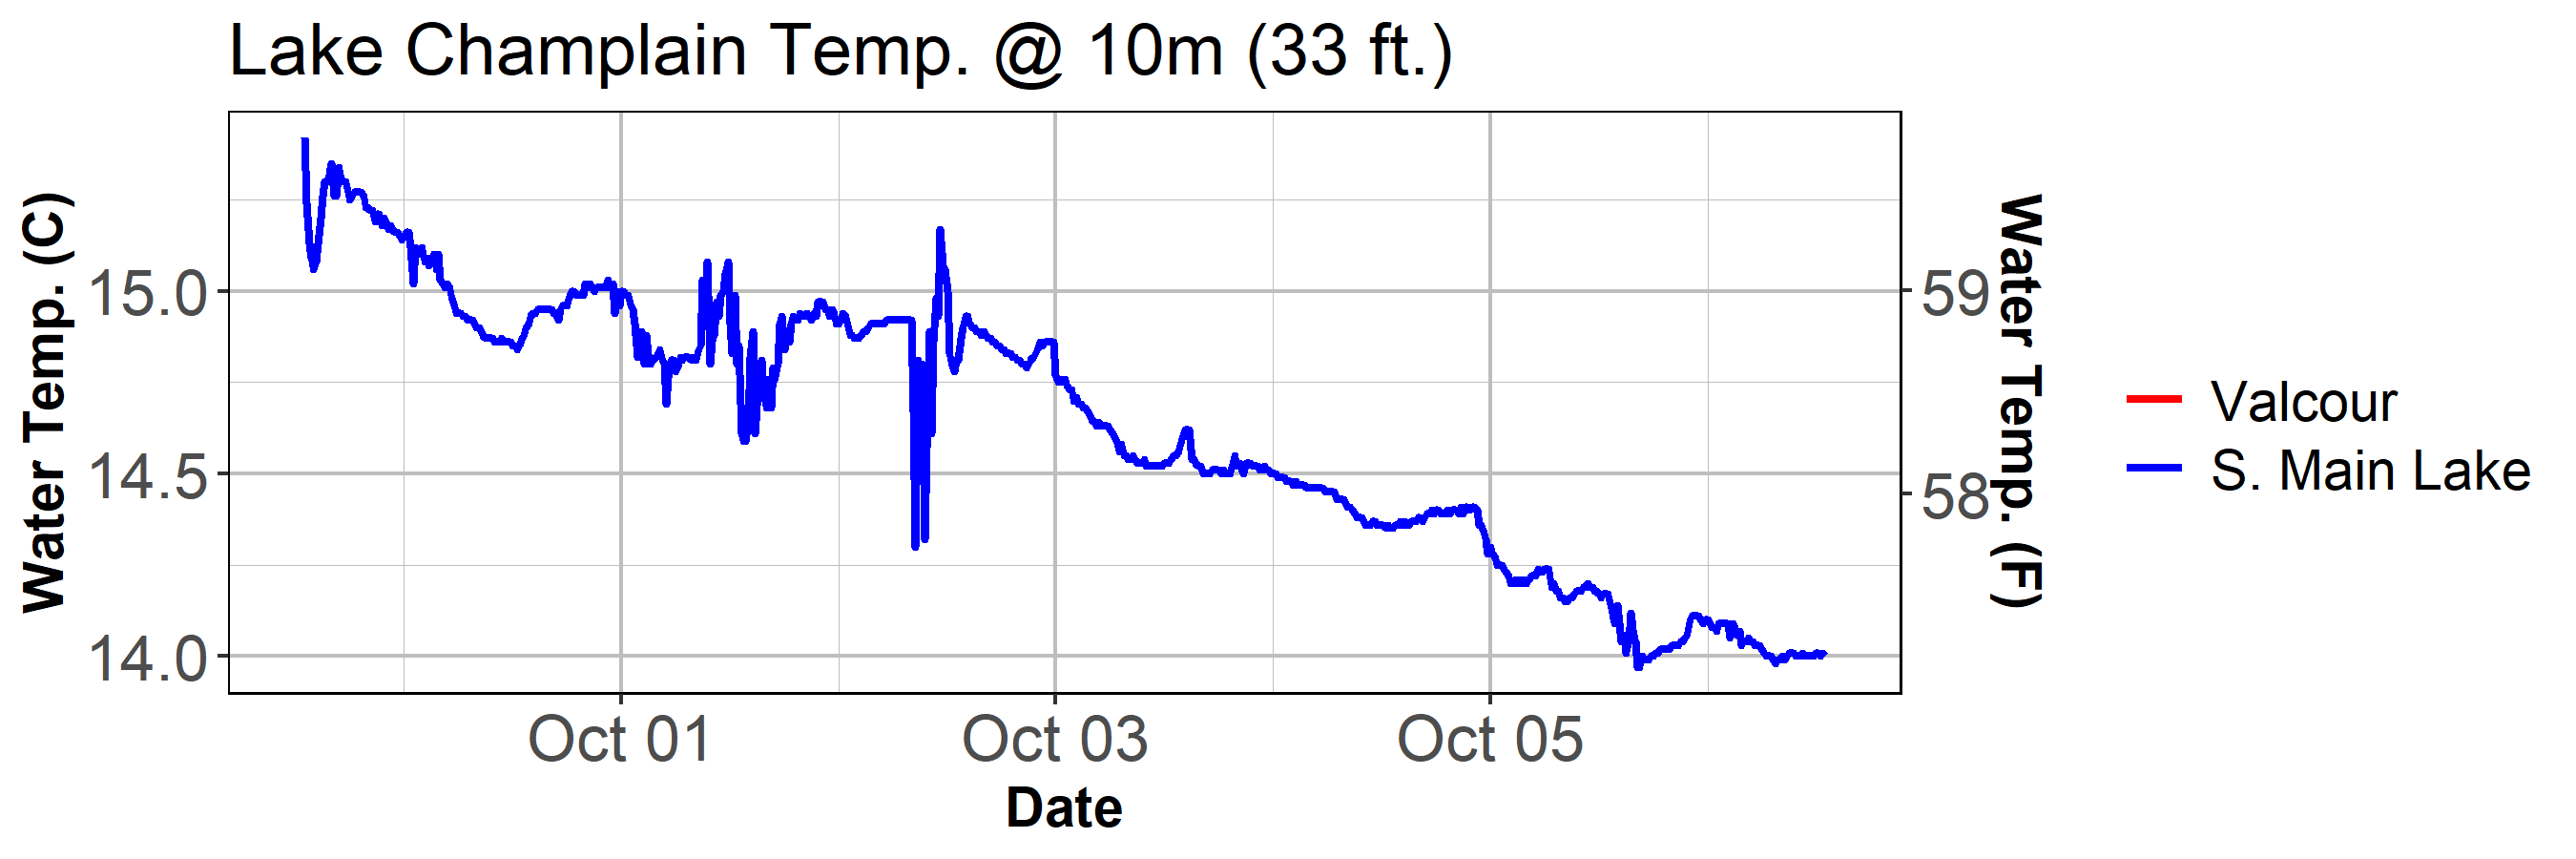 Lake Champlain Temp. @ 10m (33 ft.)
Water Temp. (C)
15.0
14.5
14.0
59
58
Water Temp. (F)
Oct 01
Oct 03
Oct 05
Date
Valcour
S. Main Lake